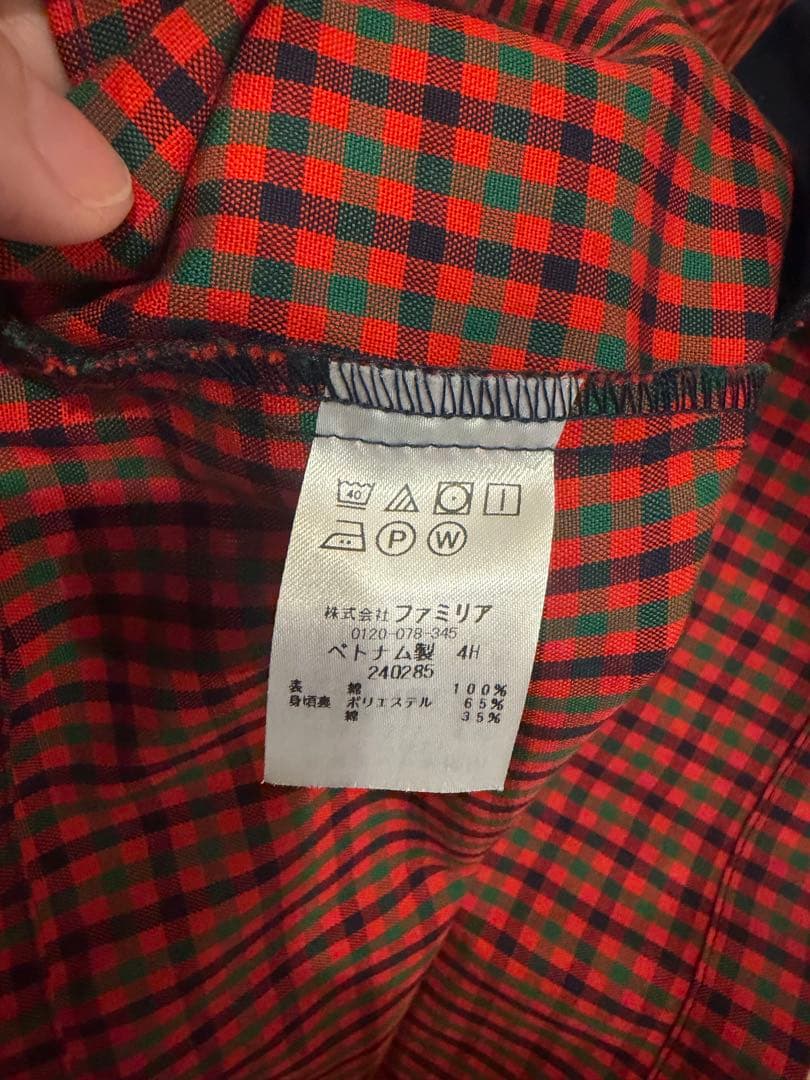 40
P W
株式会社 ファミリア
0120-078-345
ベトナム製 4H
240285
表 綿 100%
身頃裏 ポリエステル 65%
綿 35%